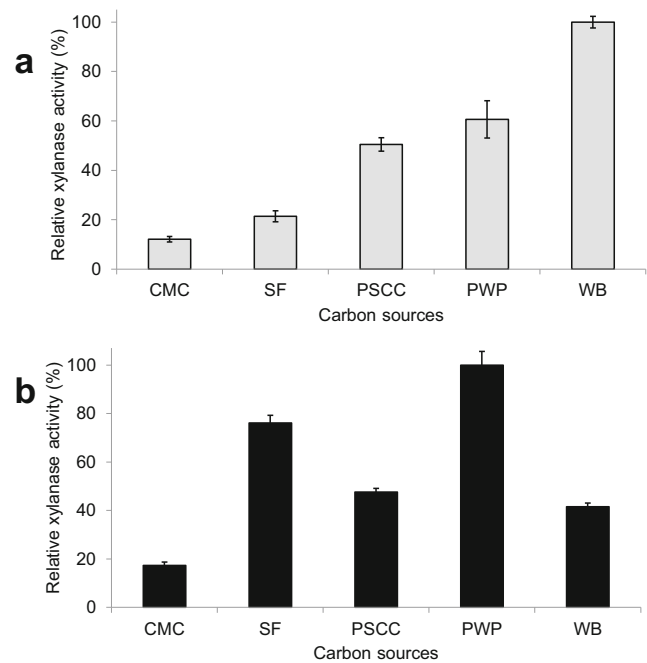 a
Relative xylanase activity (%)
100
80
60
40
20
0
CMC SF PSCC PWP WB
Carbon sources
b
Relative xylanase activity (%)
100
80
60
40
20
0
CMC SF PSCC PWP WB
Carbon sources